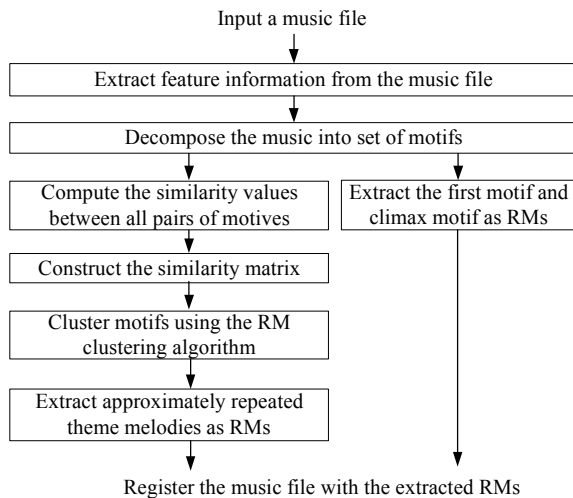 Input a music file
Extract feature information from the music file
Decompose the music into set of motifs
Compute the similarity values
between all pairs of motives
Extract the first motif and
climax motif as RMs
Construct the similarity matrix
Cluster motifs using the RM
clustering algorithm
Extract approximately repeated
theme melodies as RMs
Register the music file with the extracted RMs